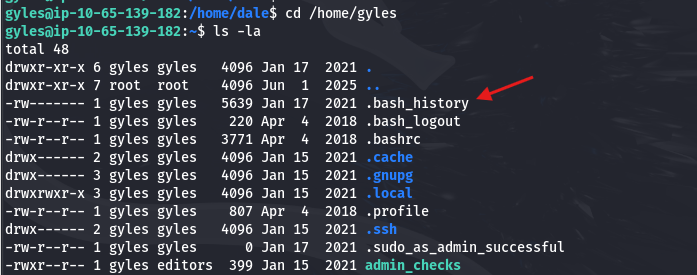 gyles@ip-10-65-139-182:/home/dale$ cd /home/gyles
gyles@ip-10-65-139-182:~$ ls -la
total 48
drwxr-xr-x 6 gyles gyles   4096 Jan 17  2021 .
drwxr-xr-x 7 root  root    4096 Jun  1  2025 ..
-rw------- 1 gyles gyles   5639 Jan 17  2021 .bash_history
-rw-r--r-- 1 gyles gyles    220 Apr  4  2018 .bash_logout
-rw-r--r-- 1 gyles gyles   3771 Apr  4  2018 .bashrc
drwx------ 2 gyles gyles   4096 Jan 15  2021 .cache
drwx------ 3 gyles gyles   4096 Jan 15  2021 .gnupg
drwxrwxr-x 3 gyles gyles   4096 Jan 15  2021 .local
-rw-r--r-- 1 gyles gyles    807 Apr  4  2018 .profile
drwx------ 2 gyles gyles   4096 Jan 15  2021 .ssh
-rw-r--r-- 1 gyles gyles      0 Jan 17  2021 .sudo_as_admin_successful
-rwxr--r-- 1 gyles editors  399 Jan 15  2021 admin_checks